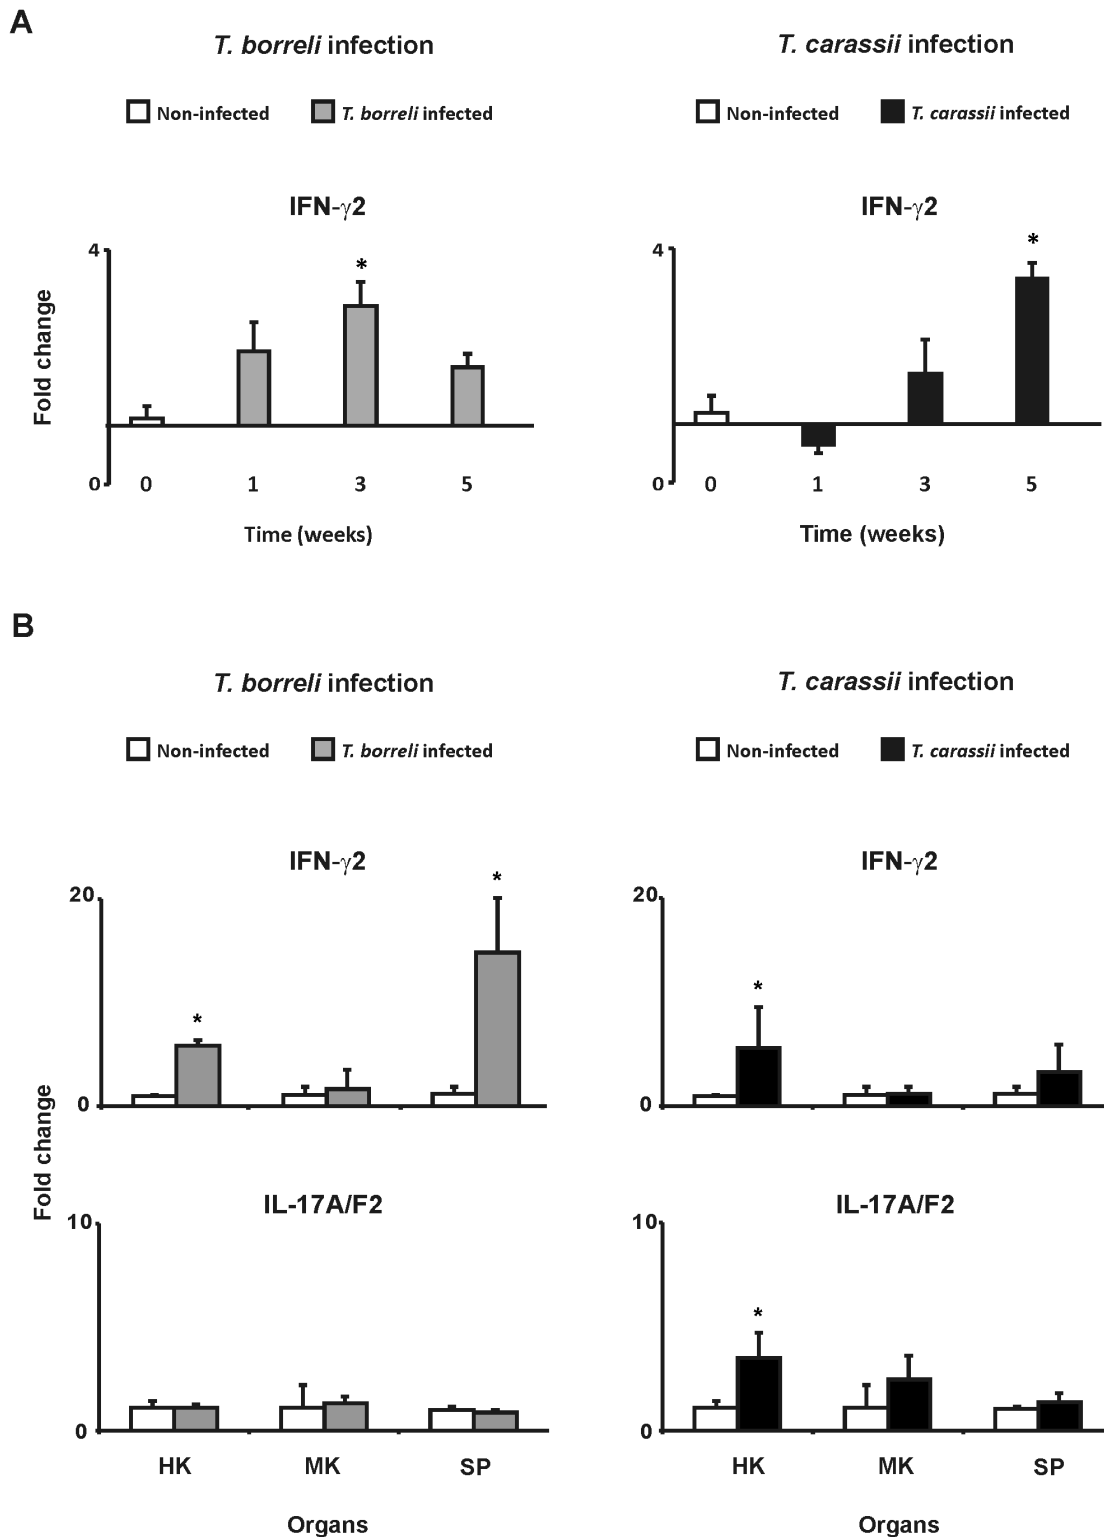 A
T. borreli infection
T. carassii infection
Non-infected
T. borreli infected
Non-infected
T. carassii infected
IFN-γ2
IFN-γ2
4
*
4
*
Fold change
0
0
1
3
5
0
0
1
3
5
Time (weeks)
Time (weeks)
B
T. borreli infection
T. carassii infection
Non-infected
T. borreli infected
Non-infected
T. carassii infected
IFN-γ2
IFN-γ2
20
*
*
0
20
*
0
Fold change
IL-17A/F2
IL-17A/F2
10
0
10
*
0
HK
MK
SP
HK
MK
SP
Organs
Organs